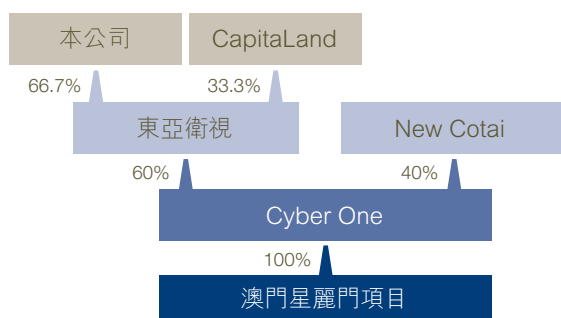 本公司
CapitaLand
66.7%
33.3%
東亞衛視
New Cotai
60%
40%
Cyber One
100%
澳門星麗門項目